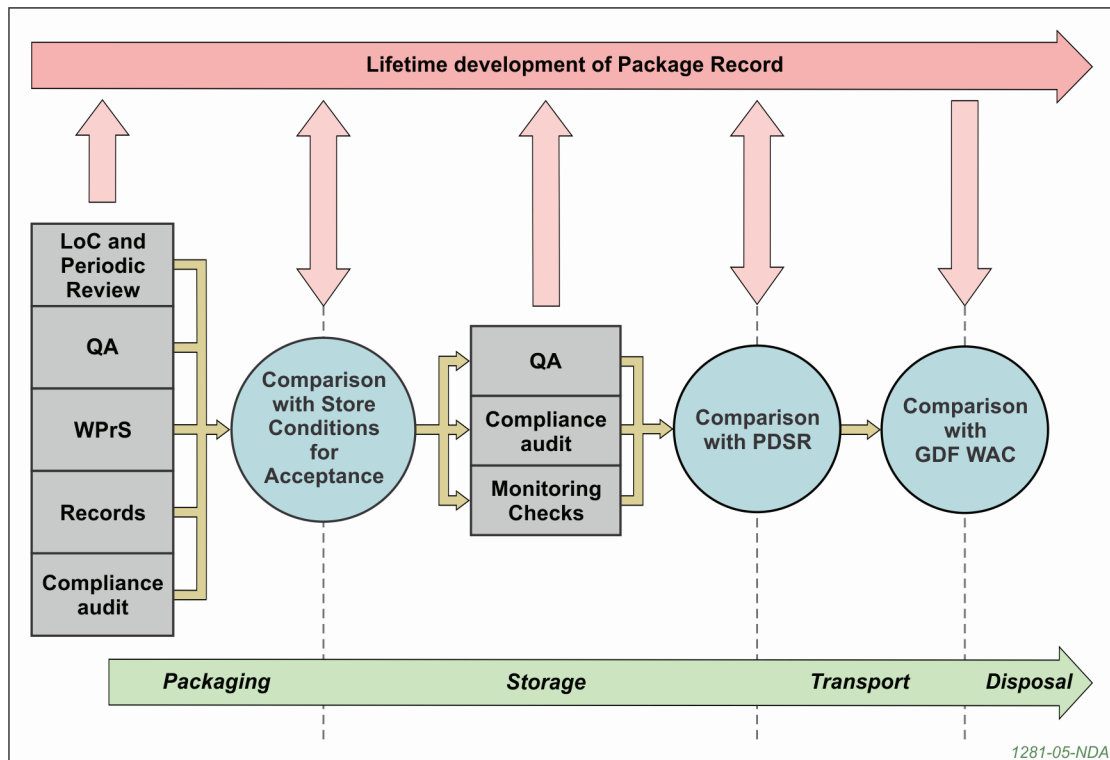 Lifetime development of Package Record
LoC and
Periodic
Review
QA
WPrS
Records
Compliance
audit
Comparison
with Store
Conditions
for
Acceptance
QA
Compliance
audit
Monitoring
Checks
Comparison
with PDSR
Comparison
with
GDF WAC
Packaging
Storage
Transport
Disposal
1281-05-NDA